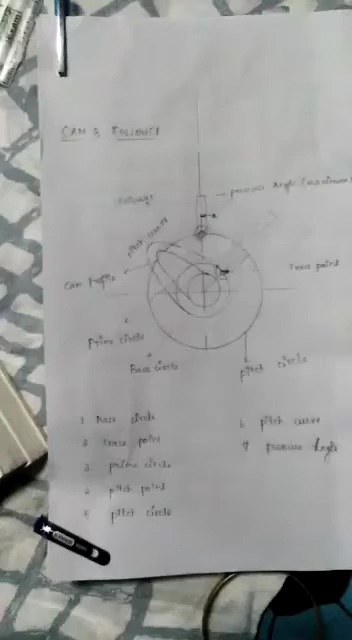 CAM & FOLLOWER
Follower
pressure Angle (maximum)
pitch curve
Trace point
Cam profile
Prime circle
Base circle
pitch circle
1 Base circle
2 Trace point
3 prime circle
4 pitch point
5 pitch circle
6 pitch curve
7 pressure Angle